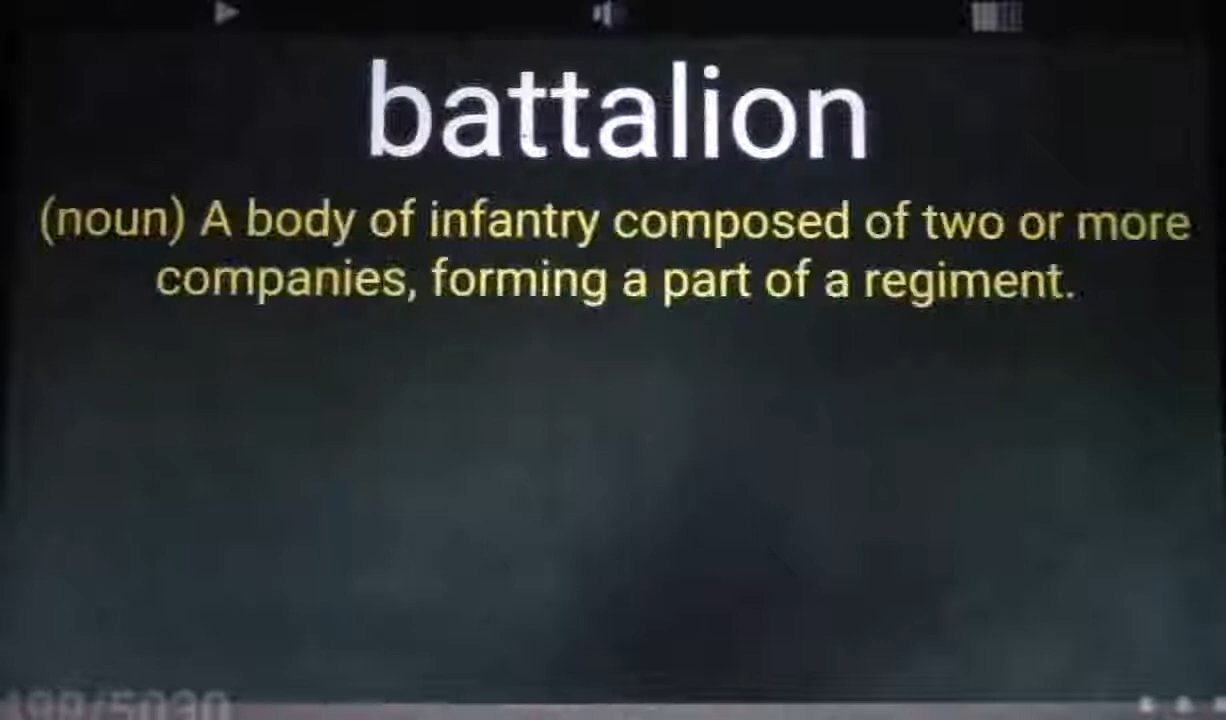 battalion
(noun) A body of infantry composed of two or more
companies, forming a part of a regiment.